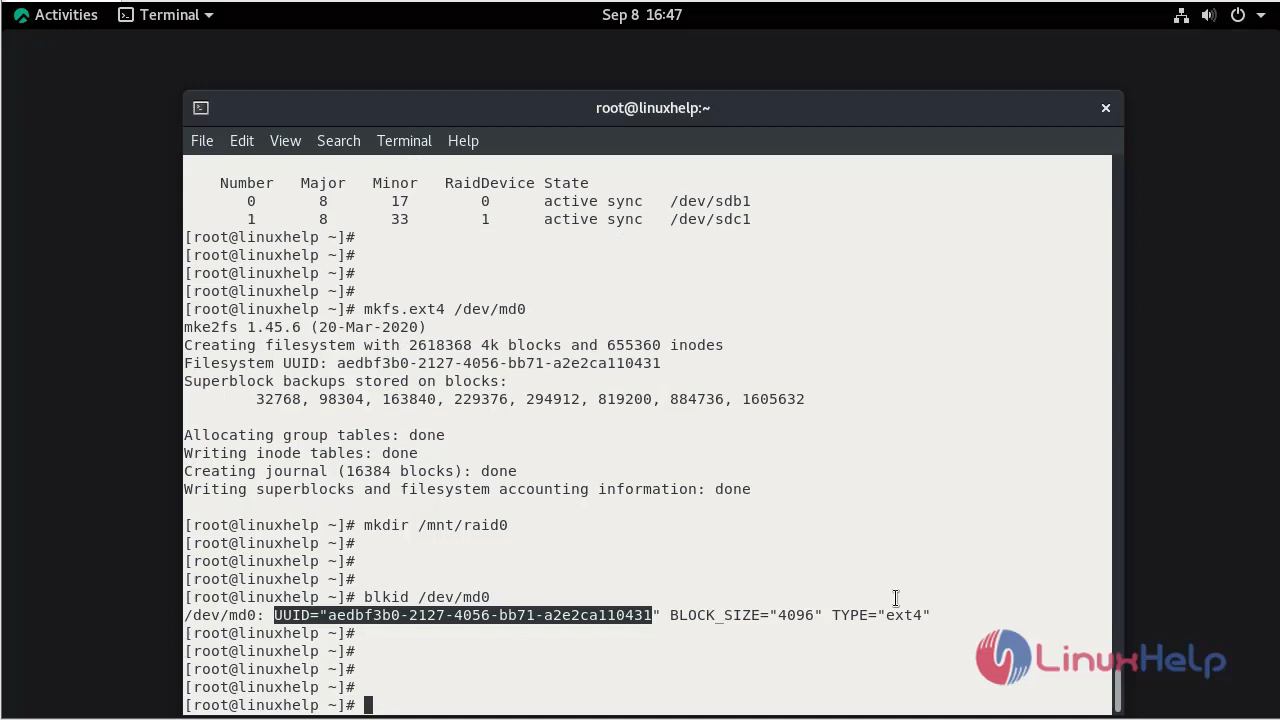 Activities Terminal Sep 8 16:47
root@linuxhelp:~ ×
File Edit View Search Terminal Help
Number Major Minor RaidDevice State
0 8 17 0 active sync /dev/sdb1
1 8 33 1 active sync /dev/sdc1
[root@linuxhelp ~]#
[root@linuxhelp ~]#
[root@linuxhelp ~]#
[root@linuxhelp ~]#
[root@linuxhelp ~]# mkfs.ext4 /dev/md0
mke2fs 1.45.6 (20-Mar-2020)
Creating filesystem with 2618368 4k blocks and 655360 inodes
Filesystem UUID: aedbf3b0-2127-4056-bb71-a2e2ca110431
Superblock backups stored on blocks:
32768, 98304, 163840, 229376, 294912, 819200, 884736, 1605632
Allocating group tables: done
Writing inode tables: done
Creating journal (16384 blocks): done
Writing superblocks and filesystem accounting information: done
[root@linuxhelp ~]# mkdir /mnt/raid0
[root@linuxhelp ~]#
[root@linuxhelp ~]#
[root@linuxhelp ~]#
[root@linuxhelp ~]# blkid /dev/md0
/dev/md0: UUID="aedbf3b0-2127-4056-bb71-a2e2ca110431" BLOCK_SIZE="4096" TYPE="ext4"
[root@linuxhelp ~]#
[root@linuxhelp ~]#
[root@linuxhelp ~]#
[root@linuxhelp ~]#
[root@linuxhelp ~]#
LinuxHelp